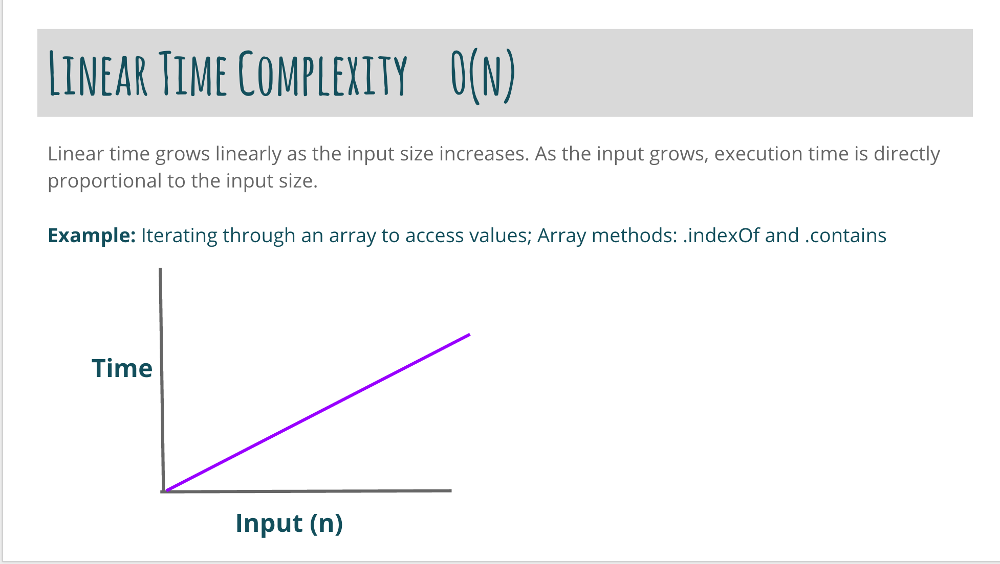 Linear Time Complexity O(n)
Linear time grows linearly as the input size increases. As the input grows, execution time is directly
proportional to the input size.
Example: Iterating through an array to access values; Array methods: .indexOf and .contains
Time
Input (n)